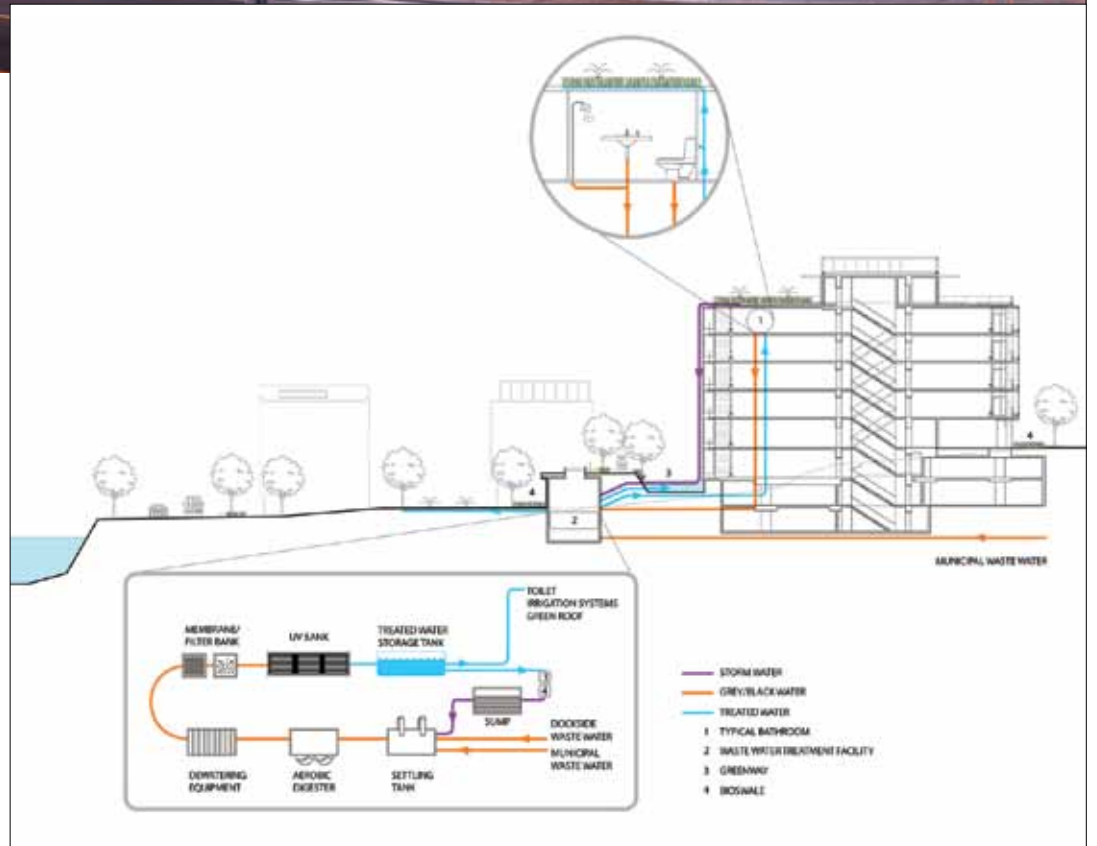 1
4
3
4
2
MUNICIPAL WASTE WATER
TOILET
IRRIGATION SYSTEMS
GREEN ROOF
MEMBRANE/
FILTER BANK
UV BANK
TREATED WATER
STORAGE TANK
SUMP
DOCKSIDE
WASTE WATER
MUNICIPAL
WASTE WATER
DEWATERING
EQUIPMENT
AEROBIC
DIGESTER
SETTLING
TANK
STORM WATER
GREY/BLACK WATER
TREATED WATER
1 TYPICAL BATHROOM
2 WASTE WATER TREATMENT FACILITY
3 GREENWAY
4 BIOSWALE